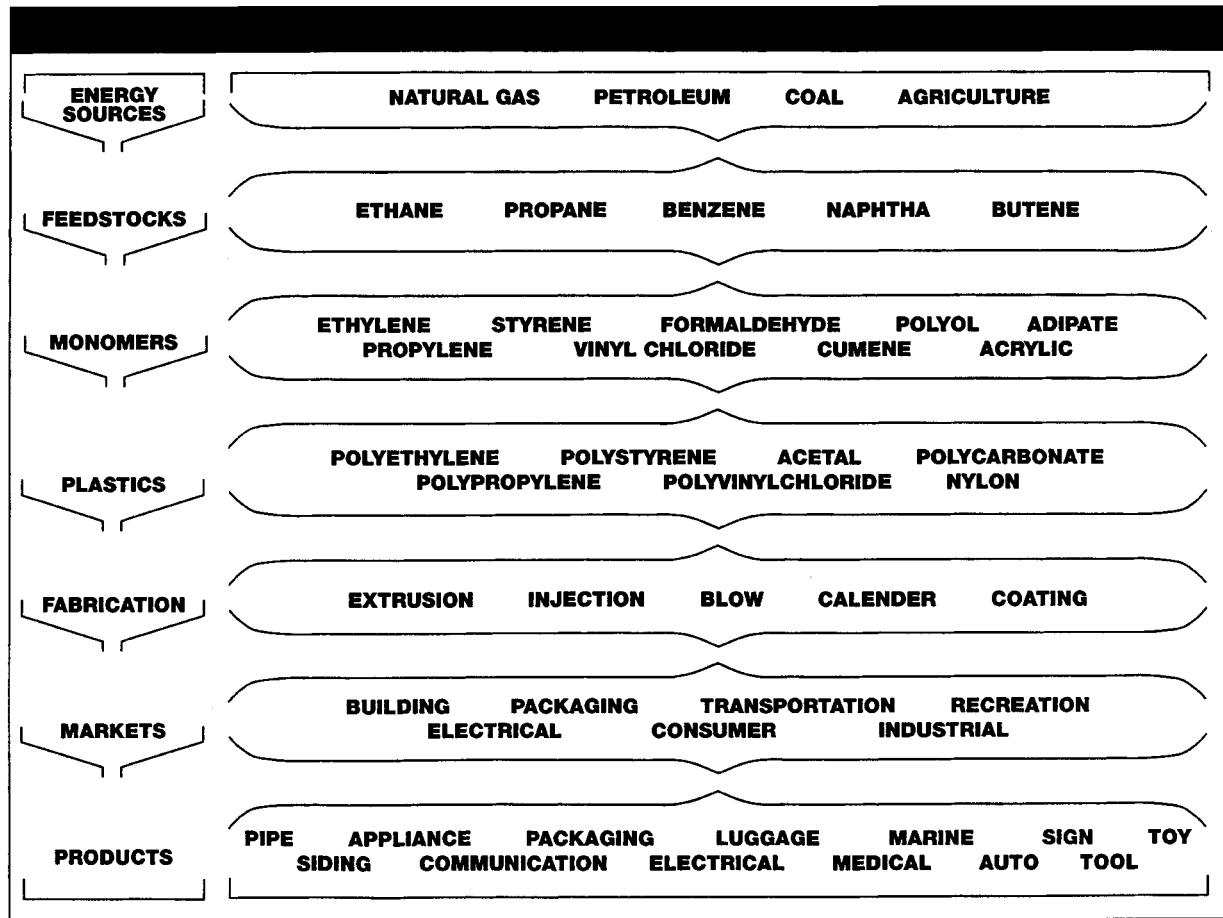 ENERGY
SOURCES
NATURAL GAS PETROLEUM COAL AGRICULTURE
FEEDSTOCKS
ETHANE PROPANE BENZENE NAPHTHA BUTENE
MONOMERS
ETHYLENE STYRENE FORMALDEHYDE POLYOL ADIPATE
PROPYLENE VINYL CHLORIDE CUMENE ACRYLIC
PLASTICS
POLYETHYLENE POLYSTYRENE ACETAL POLYCARBONATE
POLYPROPYLENE POLYVINYLCHLORIDE NYLON
FABRICATION
EXTRUSION INJECTION BLOW CALENDER COATING
MARKETS
BUILDING PACKAGING TRANSPORTATION RECREATION
ELECTRICAL CONSUMER INDUSTRIAL
PRODUCTS
PIPE APPLIANCE PACKAGING LUGGAGE MARINE SIGN TOY
SIDING COMMUNICATION ELECTRICAL MEDICAL AUTO TOOL